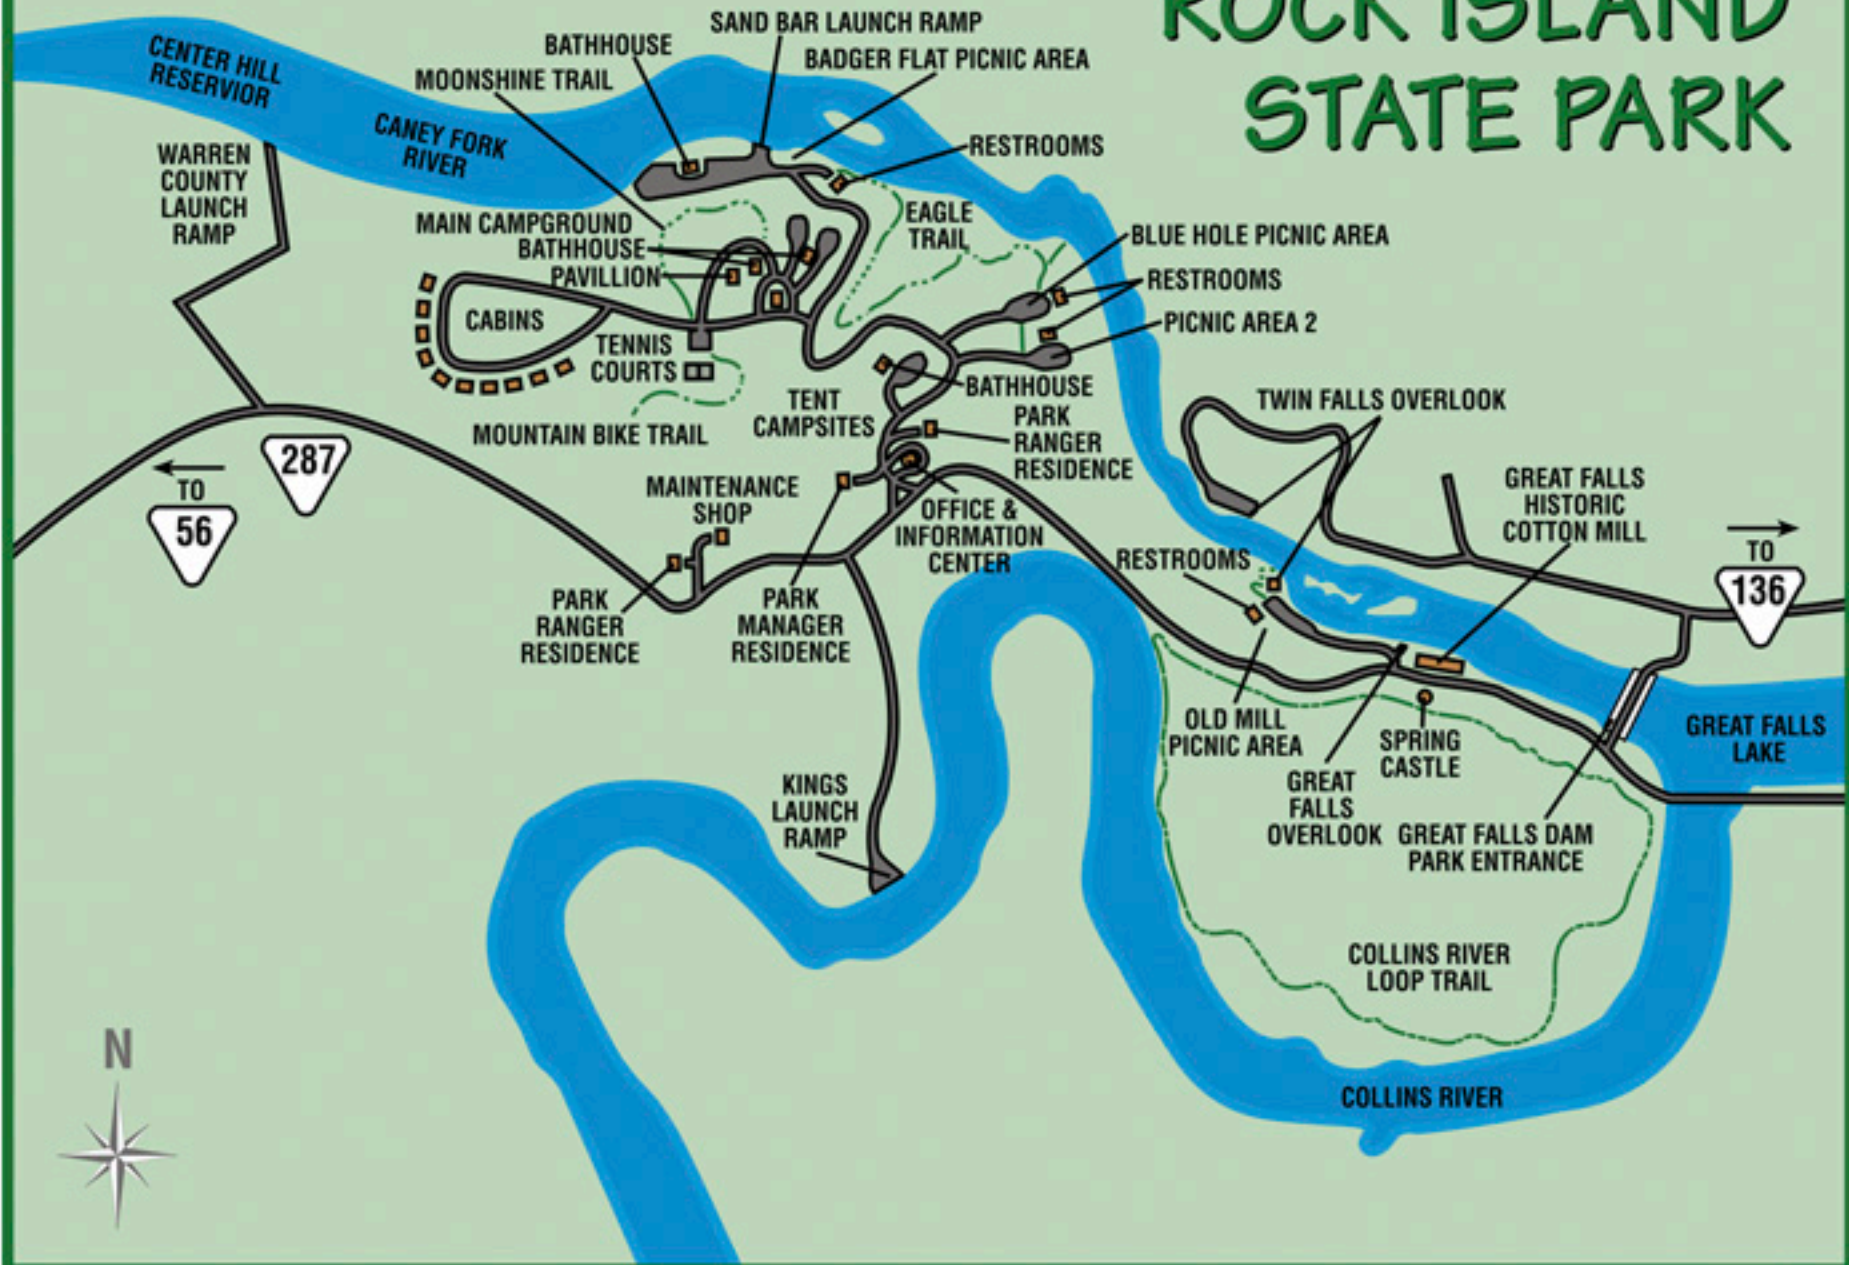 ROCK ISLAND
STATE PARK
SAND BAR LAUNCH RAMP
BATHHOUSE
BADGER FLAT PICNIC AREA
MOONSHINE TRAIL
CENTER HILL
RESERVIOR
CANEY FORK
RIVER
RESTROOMS
WARREN
COUNTY
LAUNCH
RAMP
MAIN CAMPGROUND
BATHHOUSE
PAVILLION
EAGLE
TRAIL
BLUE HOLE PICNIC AREA
RESTROOMS
PICNIC AREA 2
CABINS
TENNIS
COURTS
BATHHOUSE
TENT
CAMPSITES
PARK
RANGER
RESIDENCE
TWIN FALLS OVERLOOK
MOUNTAIN BIKE TRAIL
287
TO
56
MAINTENANCE
SHOP
GREAT FALLS
HISTORIC
COTTON MILL
OFFICE &
INFORMATION
CENTER
RESTROOMS
TO
136
PARK
RANGER
RESIDENCE
PARK
MANAGER
RESIDENCE
OLD MILL
PICNIC AREA
SPRING
CASTLE
GREAT FALLS
LAKE
KINGS
LAUNCH
RAMP
GREAT
FALLS
OVERLOOK
GREAT FALLS DAM
PARK ENTRANCE
COLLINS RIVER
LOOP TRAIL
N
COLLINS RIVER